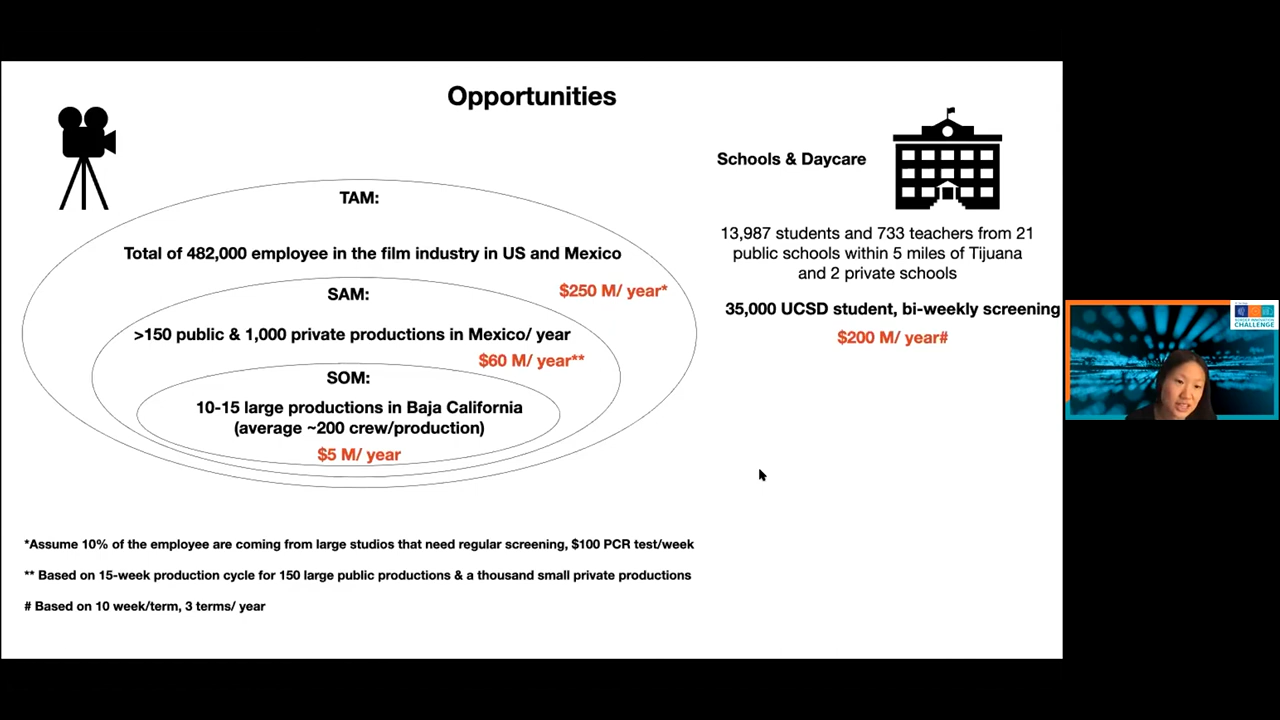 Opportunities
TAM:
Total of 482,000 employee in the film industry in US and Mexico
$250 M/ year*
SAM:
>150 public & 1,000 private productions in Mexico/ year
$60 M/ year**
SOM:
10-15 large productions in Baja California
(average ~200 crew/production)
$5 M/ year
Schools & Daycare
13,987 students and 733 teachers from 21
public schools within 5 miles of Tijuana
and 2 private schools
35,000 UCSD student, bi-weekly screening
$200 M/ year#
*Assume 10% of the employee are coming from large studios that need regular screening, $100 PCR test/week
** Based on 15-week production cycle for 150 large public productions & a thousand small private productions
# Based on 10 week/term, 3 terms/ year
BORDER INNOVATION
CHALLENGE